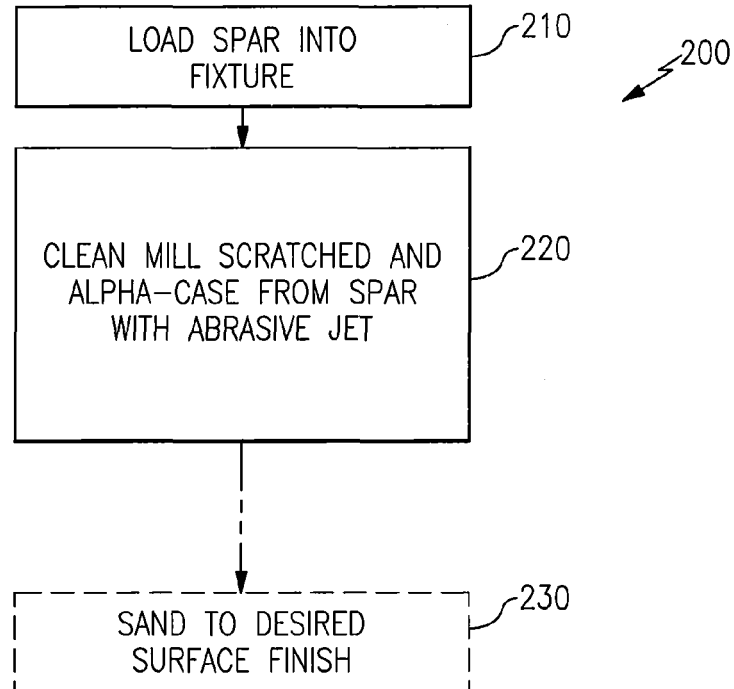 LOAD SPAR INTO
FIXTURE
210
200
CLEAN MILL SCRATCHED AND
ALPHA-CASE FROM SPAR
WITH ABRASIVE JET
220
SAND TO DESIRED
SURFACE FINISH
230